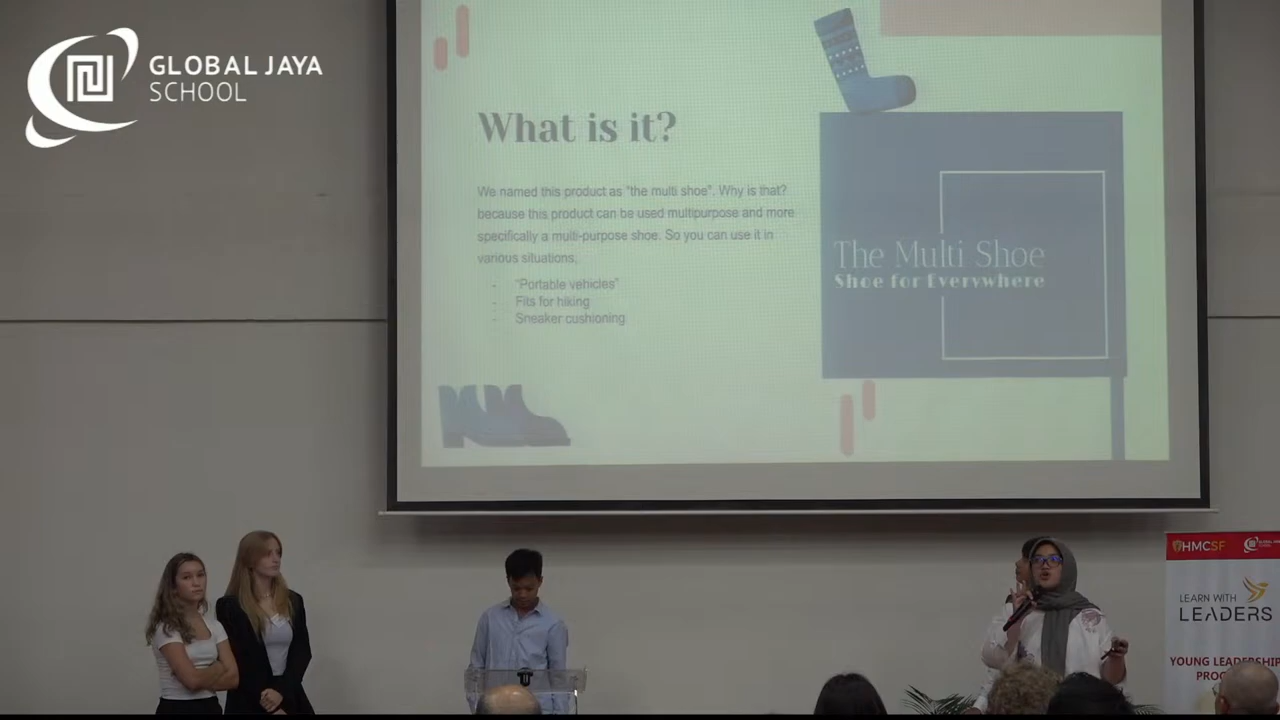 GLOBAL JAYA
SCHOOL
What is it?
We named this product as "the multi shoe". Why is that?
because this product can be used multipurpose and more
specifically a multi-purpose shoe. So you can use it in
various situations.
- "Portable vehicles"
- Fits for hiking
- Sneaker cushioning
The Multi Shoe
Shoe for Everywhere
HMCSF
LEARN WITH
LEADERS
YOUNG LEADERSHIP